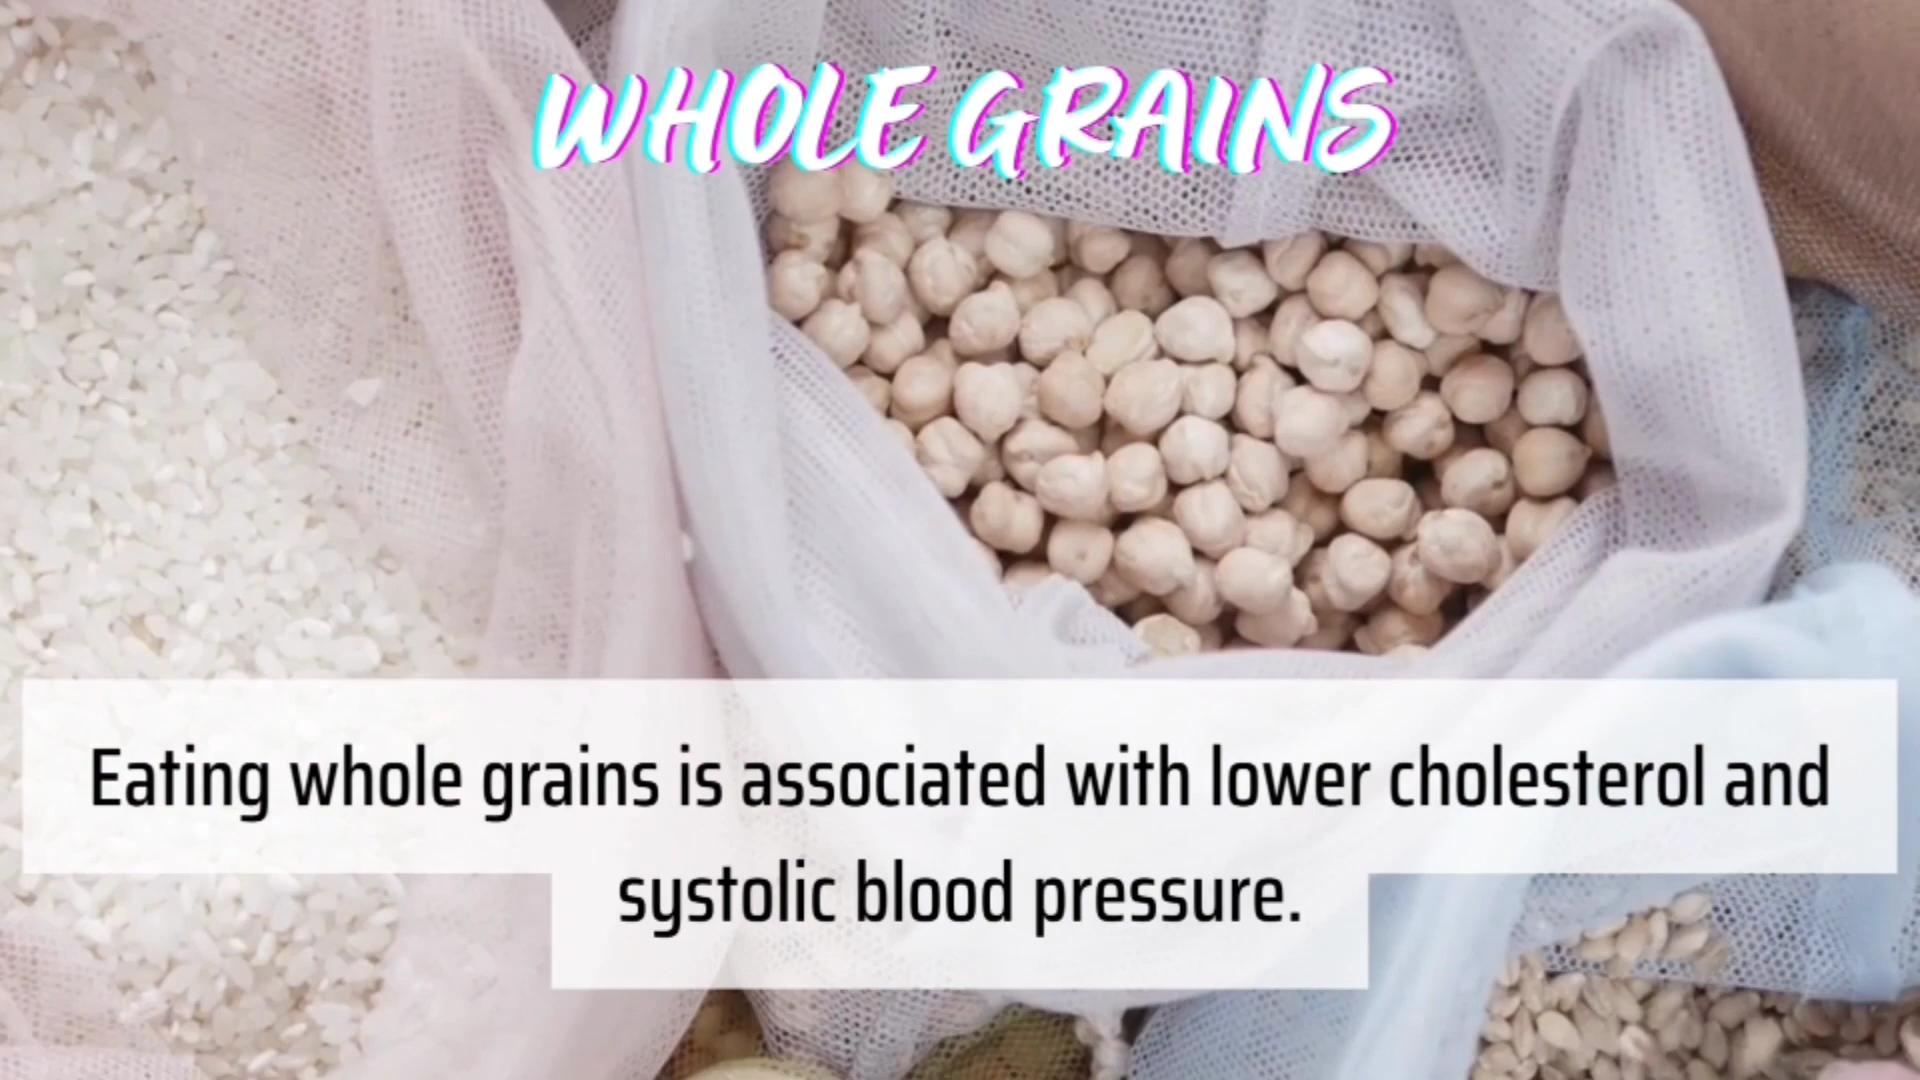 WHOLE GRAINS
Eating whole grains is associated with lower cholesterol and
systolic blood pressure.